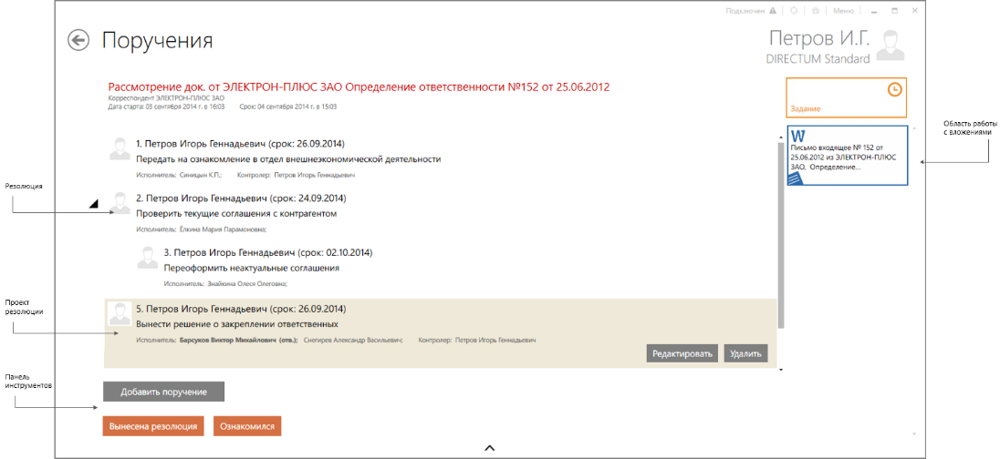 Подключен
Меню
Поручения
Петров И.Г.
DIRECTUM Standard
Рассмотрение док. от ЭЛЕКТРОН-ПЛЮС ЗАО Определение ответственности №152 от 25.06.2012
Корреспондент ЭЛЕКТРОН-ПЛЮС ЗАО
Дата старта: 03 сентября 2014 г. в 16:03 Срок: 04 сентября 2014 г. в 15:03
Задание
Область работы
с вложениями
W
Письмо входящее № 152 от
25.06.2012 из ЭЛЕКТРОН-ПЛЮС
ЗАО, Определение...
1. Петров Игорь Геннадьевич (срок: 26.09.2014)
Передать на ознакомление в отдел внешнеэкономической деятельности
Исполнитель: Синицын К.П.; Контролер: Петров Игорь Геннадьевич
Резолюция
2. Петров Игорь Геннадьевич (срок: 24.09.2014)
Проверить текущие соглашения с контрагентом
Исполнитель: Ёлкина Мария Парамоновна;
3. Петров Игорь Геннадьевич (срок: 02.10.2014)
Переоформить неактуальные соглашения
Исполнитель: Знайкина Олеся Олеговна;
Проект
резолюции
5. Петров Игорь Геннадьевич (срок: 26.09.2014)
Вынести решение о закреплении ответственных
Исполнитель: Барсуков Виктор Михайлович (отв.); Снегирев Александр Васильевич; Контролер: Петров Игорь Геннадьевич
Редактировать
Удалить
Панель
инструментов
Добавить поручение
Вынесена резолюция
Ознакомился